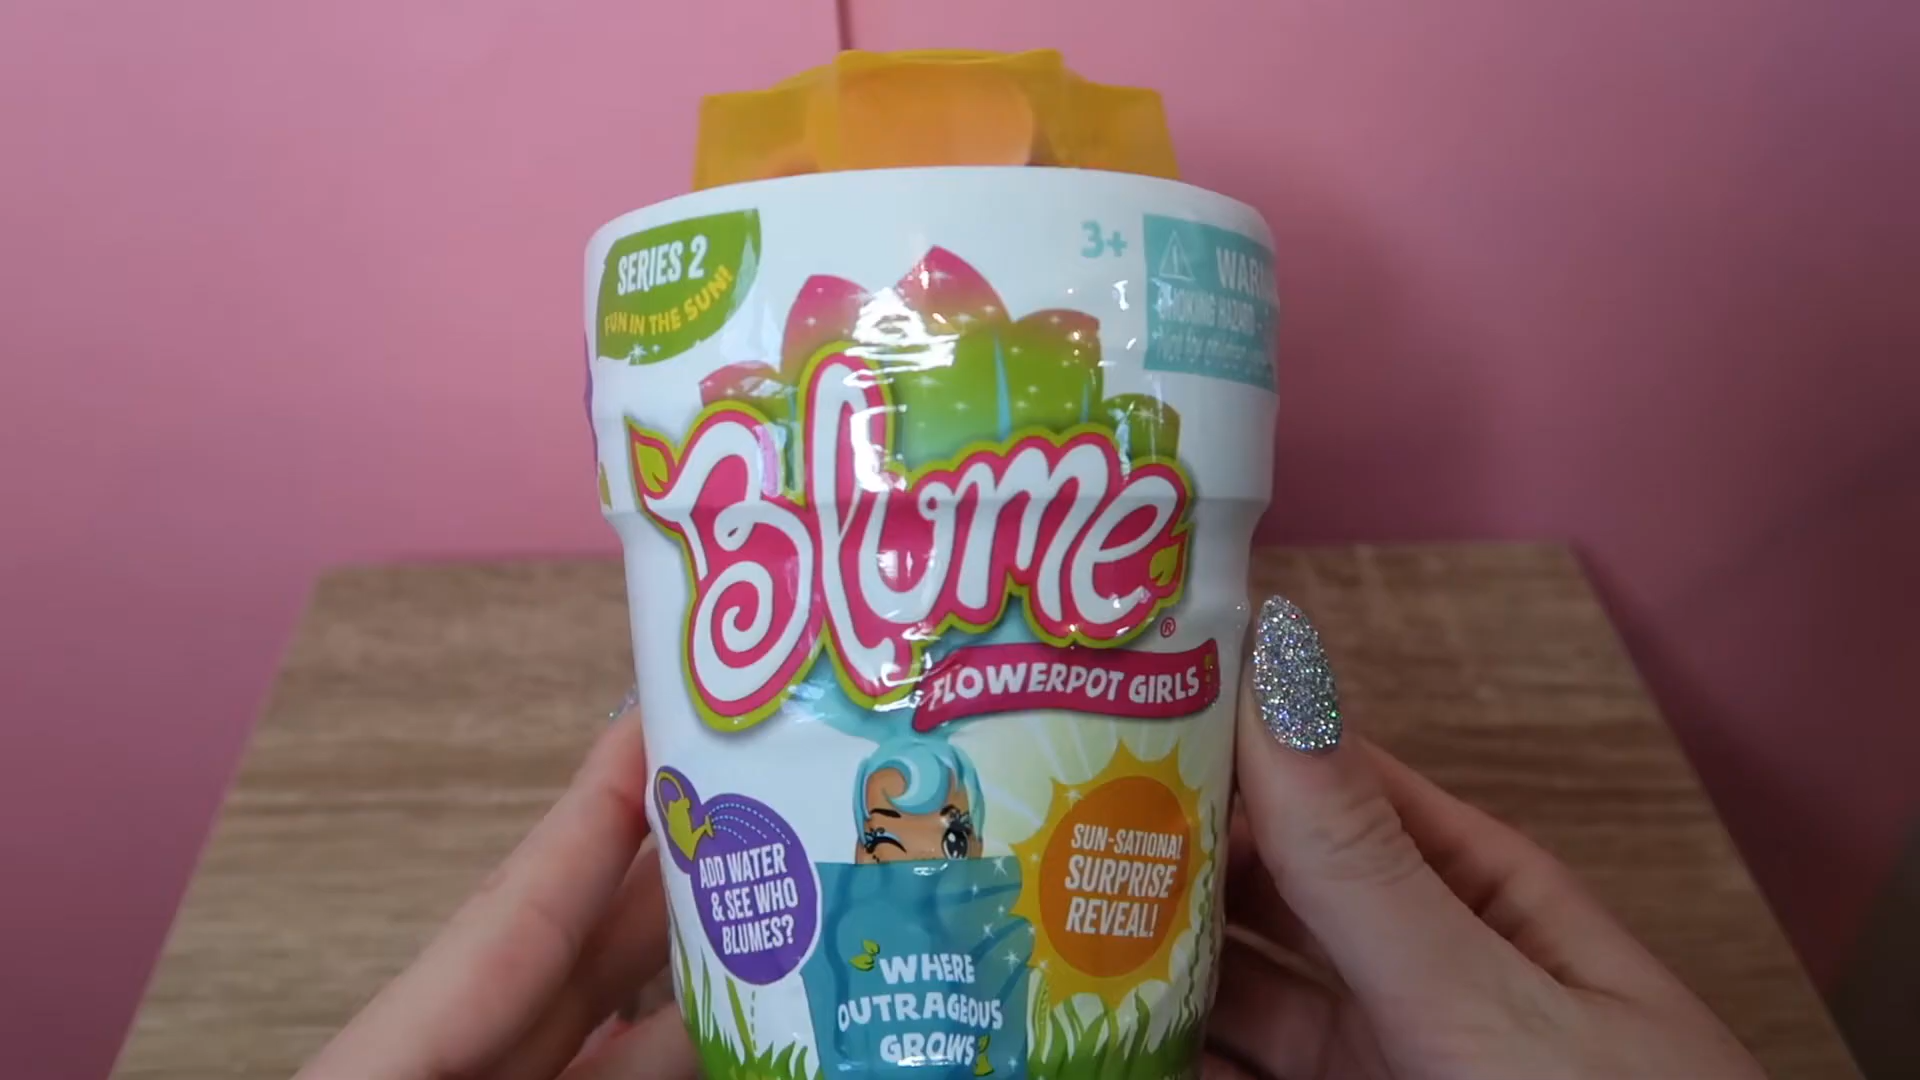 SERIES 2
FUN IN THE SUN!
3+
CHOKING HAZARD
Blume
®
FLOWERPOT GIRLS
ADD WATER
& SEE WHO
BLUMES?
SUN-SATIONAL
SURPRISE
REVEAL!
WHERE
OUTRAGEOUS
GROWS